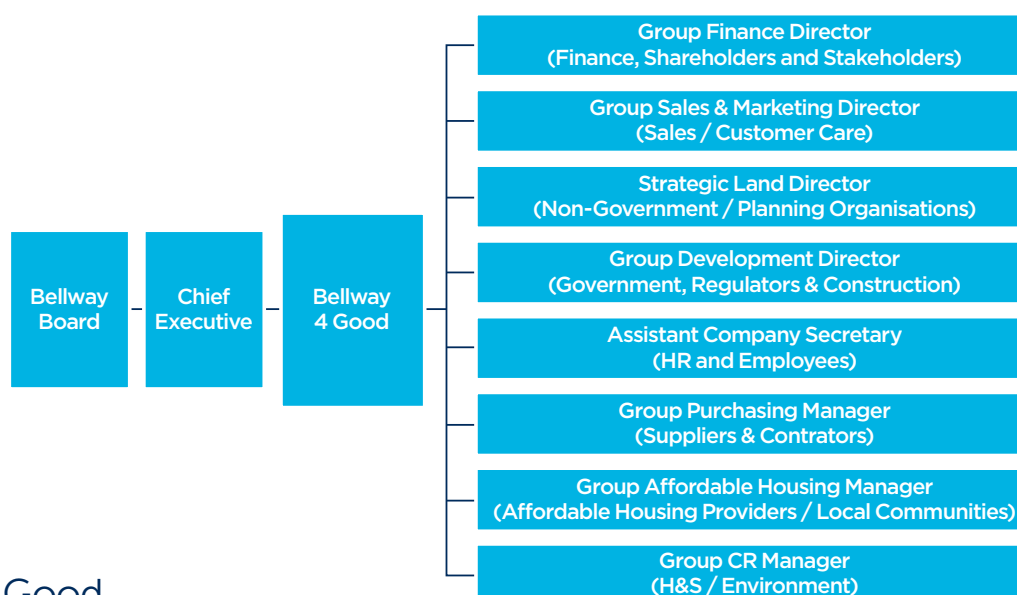 Group Finance Director
(Finance, Shareholders and Stakeholders)
Group Sales & Marketing Director
(Sales / Customer Care)
Strategic Land Director
(Non-Government / Planning Organisations)
Bellway
Board
Chief
Executive
Bellway
4 Good
Group Development Director
(Government, Regulators & Construction)
Assistant Company Secretary
(HR and Employees)
Group Purchasing Manager
(Suppliers & Contrators)
Group Affordable Housing Manager
(Affordable Housing Providers / Local Communities)
Group CR Manager
(H&S / Environment)
Good